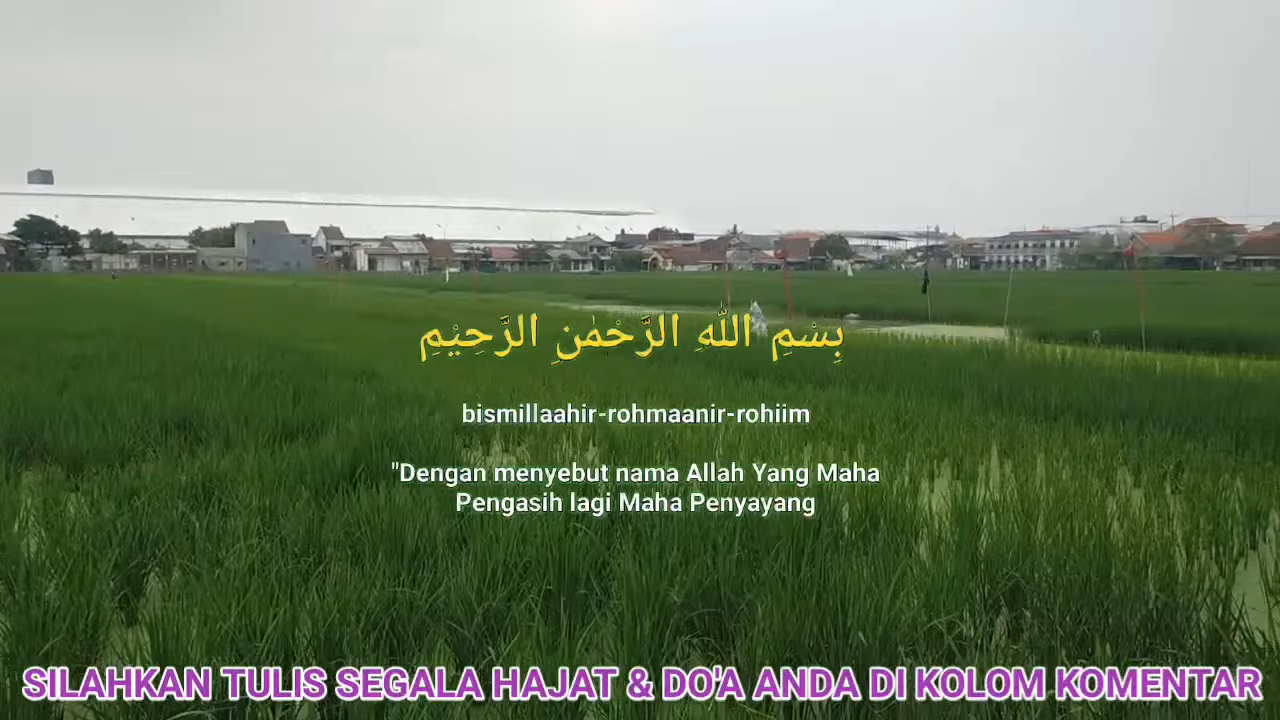 بِسْمِ اللّٰهِ الرَّحْمٰنِ الرَّحِيْمِ
bismillaahir-rohmaanir-rohiim
"Dengan menyebut nama Allah Yang Maha
Pengasih lagi Maha Penyayang
SILAHKAN TULIS SEGALA HAJAT & DO'A ANDA DI KOLOM KOMENTAR